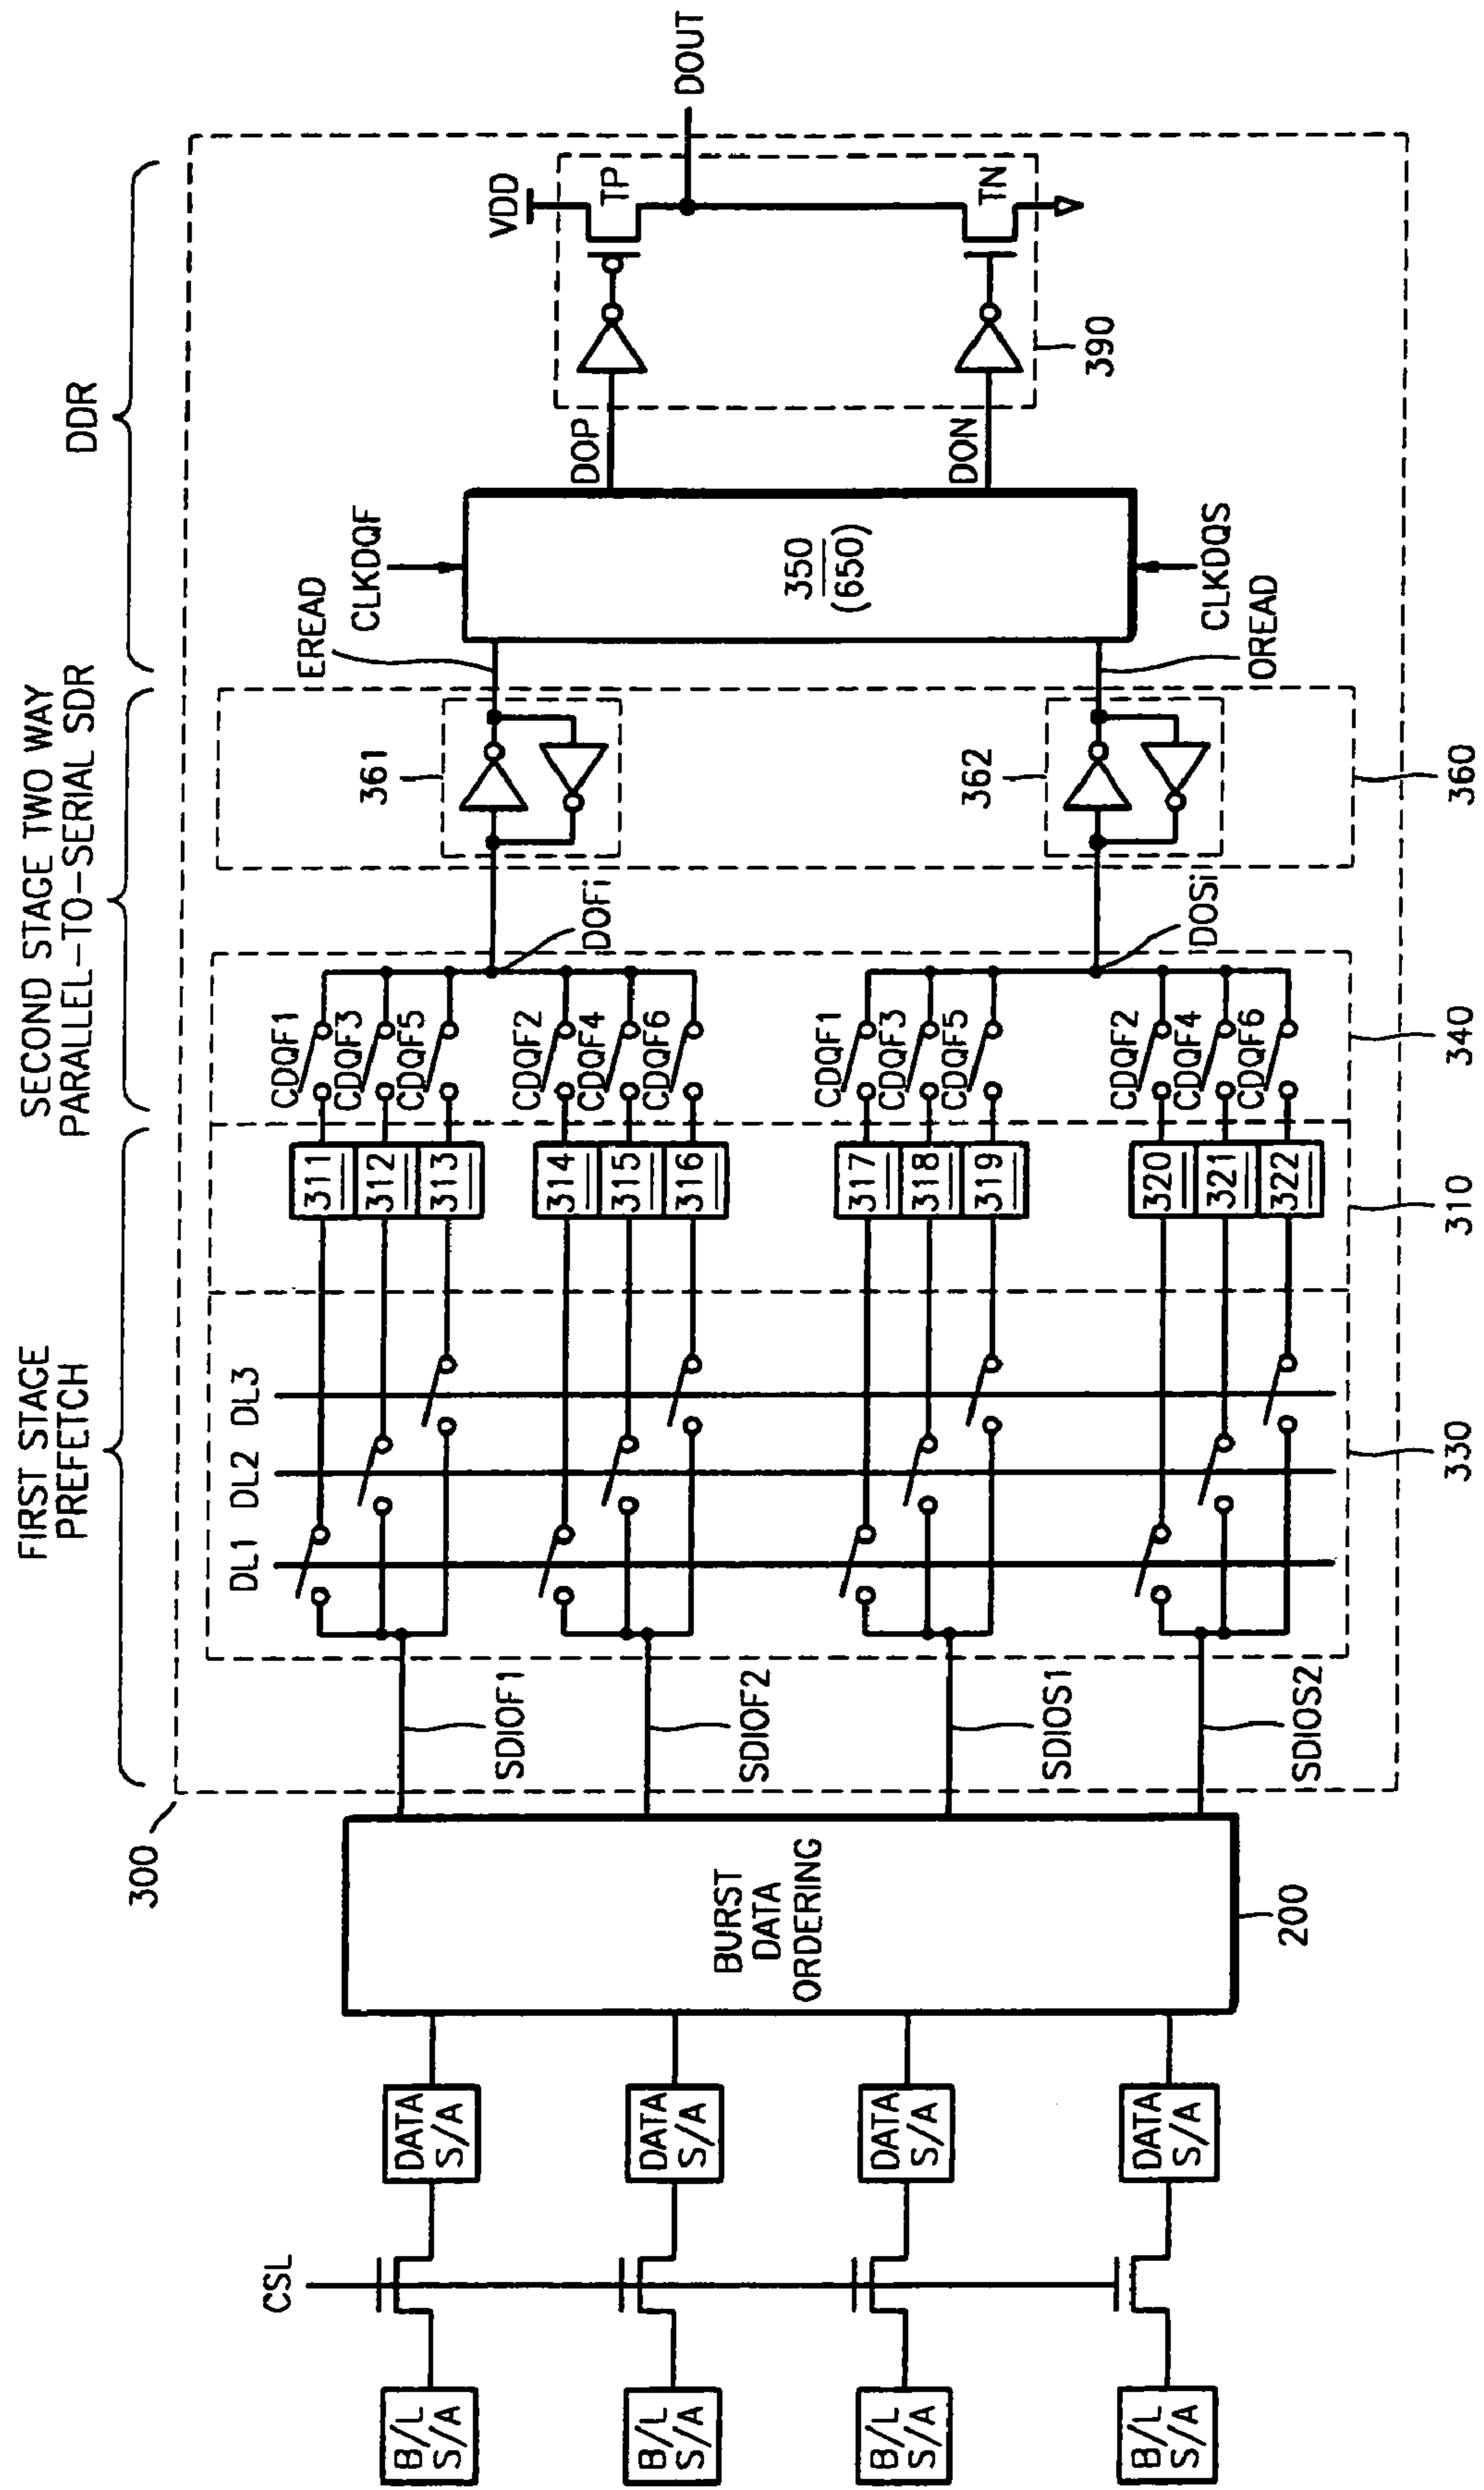 FIRST STAGE
PREFETCH
SECOND STAGE TWO WAY
PARALLEL-TO-SERIAL SDR
DDR
300
CSL
B/L
S/A
B/L
S/A
B/L
S/A
B/L
S/A
DATA
S/A
DATA
S/A
DATA
S/A
DATA
S/A
BURST
DATA
ORDERING
200
SDIOF1
SDIOF2
SDIOS1
SDIOS2
DL1
DL2
DL3
330
311
312
313
314
315
316
317
318
319
320
321
322
310
CDQF1
CDQF3
CDQF5
CDQF2
CDQF4
CDQF6
CDQF1
CDQF3
CDQF5
CDQF2
CDQF4
CDQF6
340
DOFi
DOSi
361
362
360
EREAD
OREAD
CLKDQF
350
(650)
CLKDQS
DOP
DON
VDD
TP
TN
390
DOUT